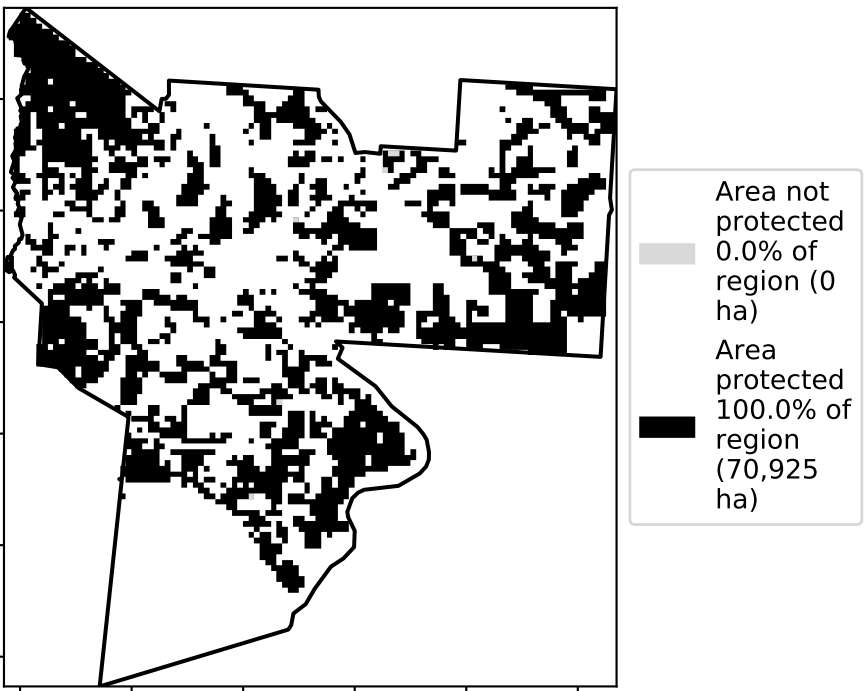 Area not
protected
0.0% of
region (0
ha)
Area
protected
100.0% of
region
(70,925
ha)